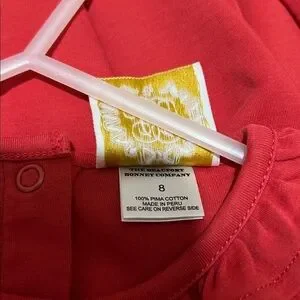 THE BEAUFORT
BONNET COMPANY
8
100% PIMA COTTON
MADE IN PERU
SEE CARE ON REVERSE SIDE